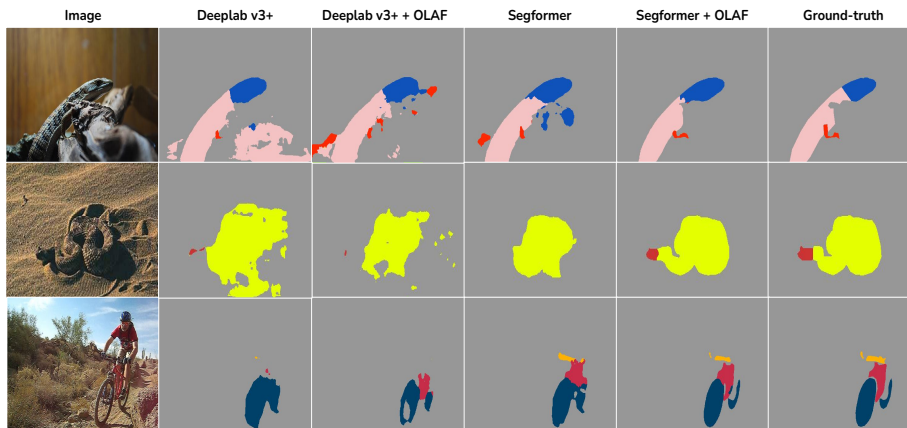 Image Deeplab v3+ Deeplab v3+ + OLAF Segformer Segformer + OLAF Ground-truth